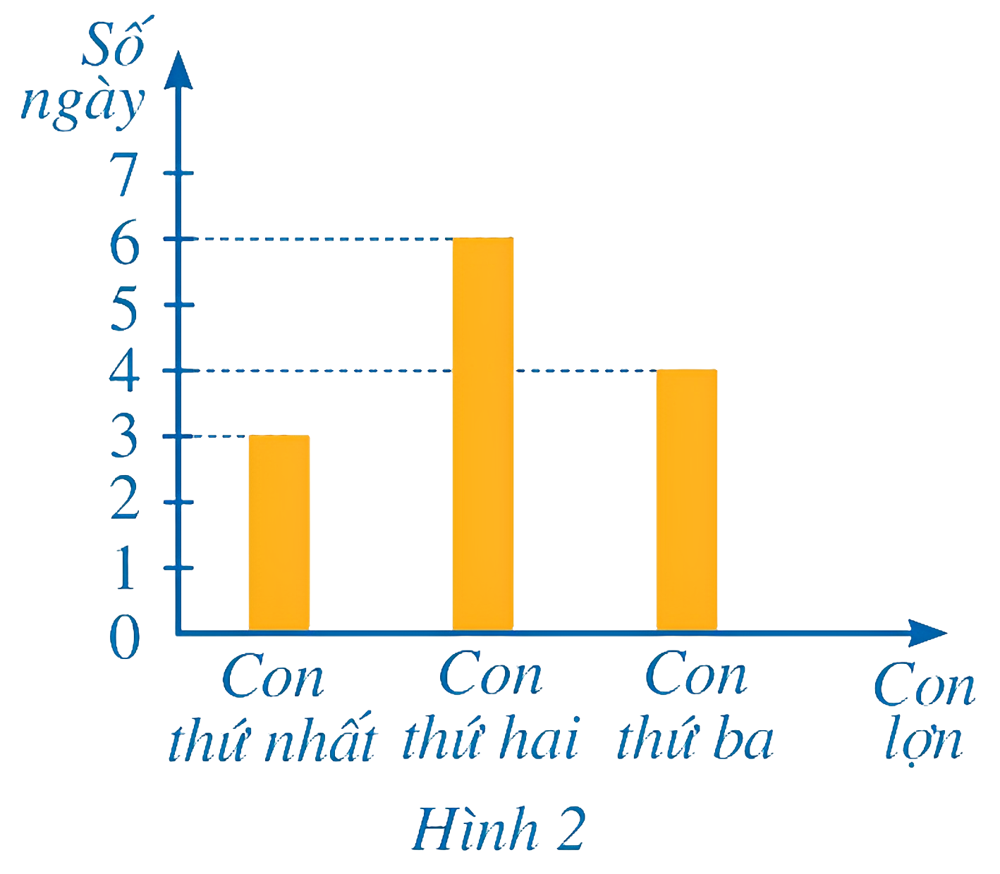 Số
ngày
7
6
5
4
3
2
1
0
Con
thứ nhất
Con
thứ hai
Con
thứ ba
Con
lợn
Hình 2